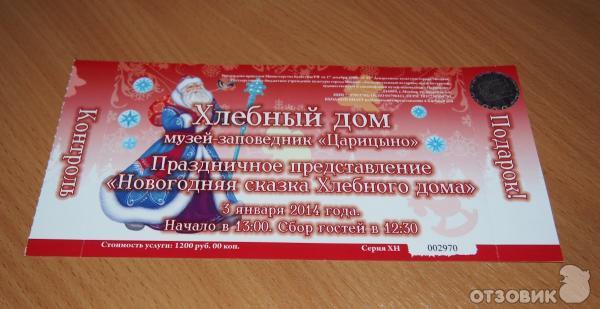 Контроль
Хлебный дом
музей-заповедник «Царицыно»
Праздничное представление
«Новогодняя сказка Хлебного дома»
3 января 2014 года.
Начало в 13:00. Сбор гостей в 12:30
Подарок!
Стоимость услуги: 1200 руб. 00 коп.
Серия ХН
002970
ОТЗОВИК